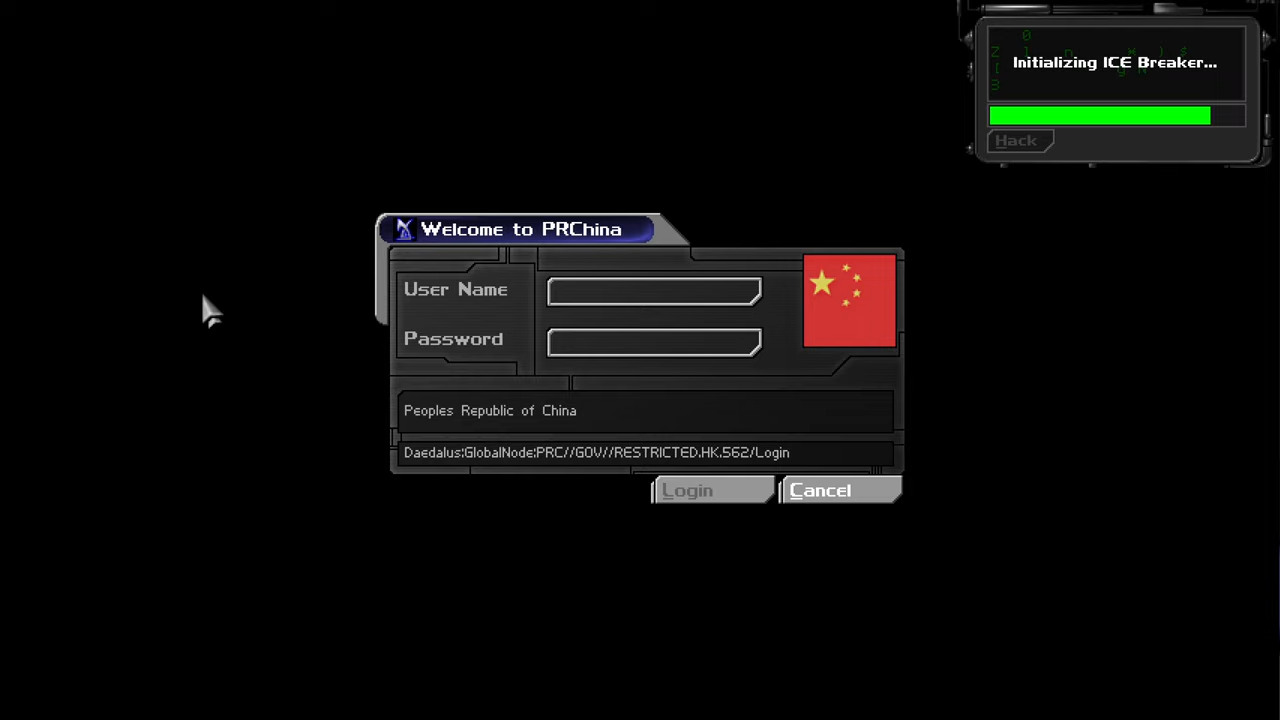 Initializing ICE Breaker...
Hack
Welcome to PRChina
User Name
Password
Peoples Republic of China
Daedalus:GlobalNode:PRC//GOV//RESTRICTED.HK.562/Login
Login
Cancel